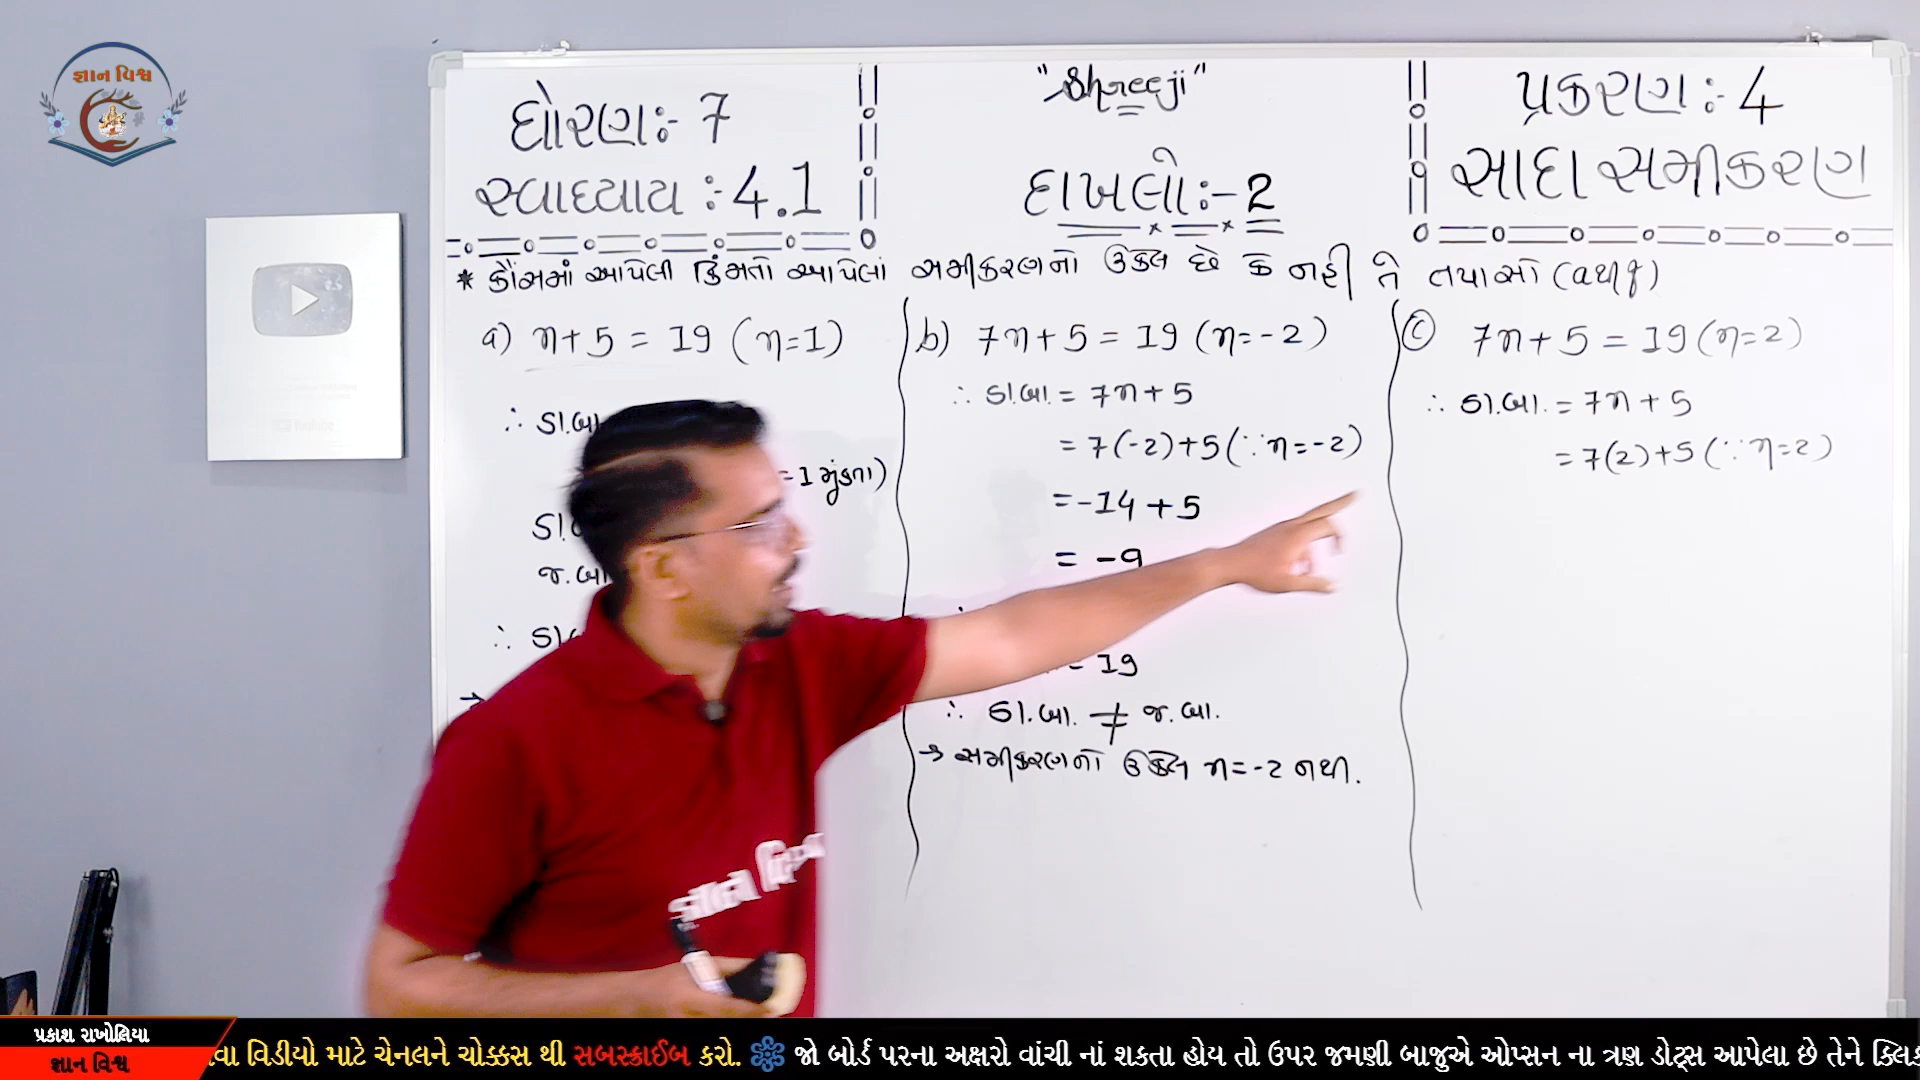 જ્ઞાન વિશ્વ
ધોરણ:- 7
સ્વાધ્યાય :- 4.1
"Shreeji"
દાખલો:- 2
પ્રકરણ :- 4
સાદા સમીકરણ
* કૌંસમાં આપેલી કિંમતો આપેલાં સમીકરણનો ઉકેલ છે કે નહી તે તપાસો (a થી f)
a) n + 5 = 19 (n=1)
∴ ડા.બા
=1 મૂકતા)
ડા
જ.બા
∴ ડા
→
b) 7n + 5 = 19 (n=-2)
∴ ડા.બા. = 7n + 5
= 7(-2)+5 (∵ n=-2)
= -14 + 5
= -9
= 19
∴ ડા.બા. ≠ જ.બા.
→ સમીકરણનો ઉકેલ n=-2 નથી.
(c) 7n + 5 = 19 (n=2)
∴ ડા.બા. = 7n + 5
= 7(2)+5 (∵ n=2)
પ્રકાશ રાખોલિયા
જ્ઞાન વિશ્વ
વા વિડીયો માટે ચેનલને ચોક્કસ થી સબસ્ક્રાઈબ કરો. જો બોર્ડ પરના અક્ષરો વાંચી નાં શકતા હોય તો ઉપર જમણી બાજુએ ઓપ્સન ના ત્રણ ડોટ્સ આપેલા છે તેને ક્લિક